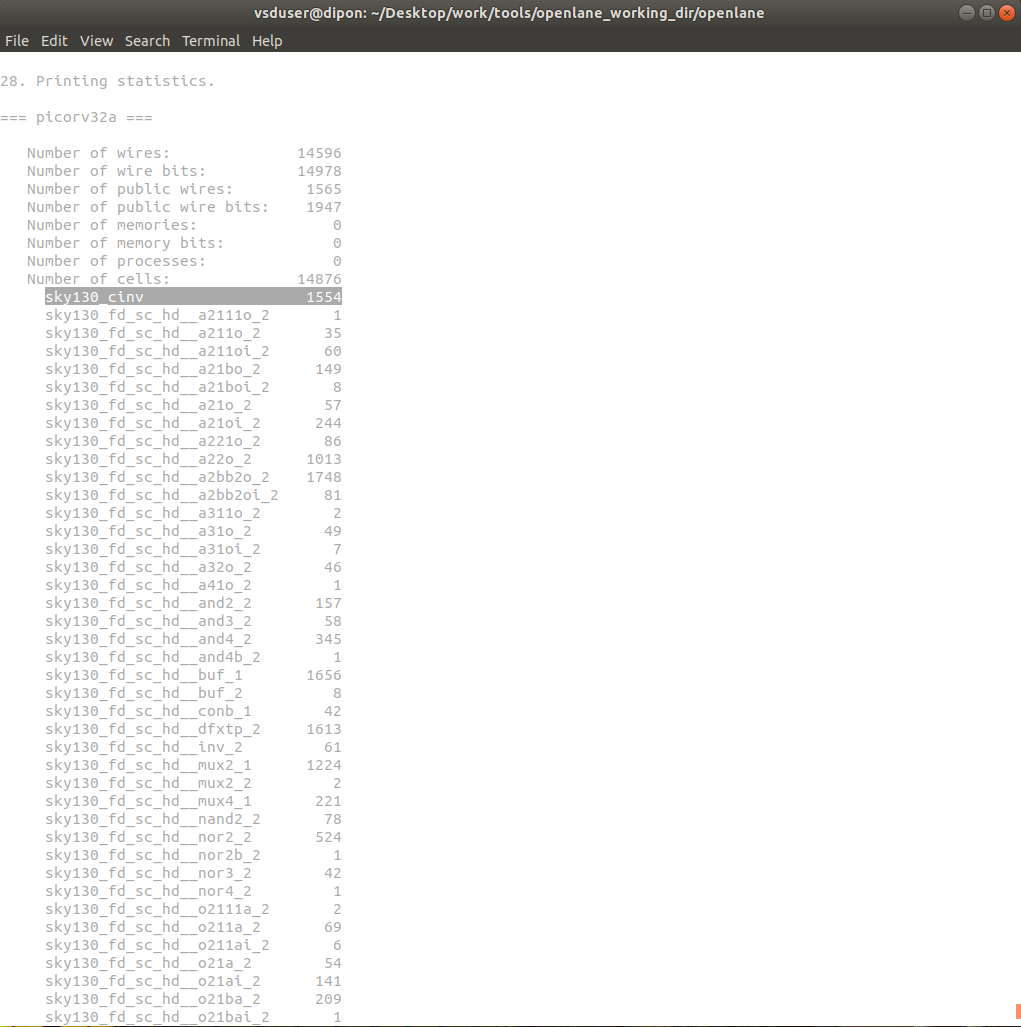 vsduser@dipon: ~/Desktop/work/tools/openlane_working_dir/openlane
File Edit View Search Terminal Help
28. Printing statistics.
=== picorv32a ===
Number of wires: 14596
Number of wire bits: 14978
Number of public wires: 1565
Number of public wire bits: 1947
Number of memories: 0
Number of memory bits: 0
Number of processes: 0
Number of cells: 14876
sky130_cinv 1554
sky130_fd_sc_hd__a2111o_2 1
sky130_fd_sc_hd__a211o_2 35
sky130_fd_sc_hd__a211oi_2 60
sky130_fd_sc_hd__a21bo_2 149
sky130_fd_sc_hd__a21boi_2 8
sky130_fd_sc_hd__a21o_2 57
sky130_fd_sc_hd__a21oi_2 244
sky130_fd_sc_hd__a221o_2 86
sky130_fd_sc_hd__a22o_2 1013
sky130_fd_sc_hd__a2bb2o_2 1748
sky130_fd_sc_hd__a2bb2oi_2 81
sky130_fd_sc_hd__a311o_2 2
sky130_fd_sc_hd__a31o_2 49
sky130_fd_sc_hd__a31oi_2 7
sky130_fd_sc_hd__a32o_2 46
sky130_fd_sc_hd__a41o_2 1
sky130_fd_sc_hd__and2_2 157
sky130_fd_sc_hd__and3_2 58
sky130_fd_sc_hd__and4_2 345
sky130_fd_sc_hd__and4b_2 1
sky130_fd_sc_hd__buf_1 1656
sky130_fd_sc_hd__buf_2 8
sky130_fd_sc_hd__conb_1 42
sky130_fd_sc_hd__dfxtp_2 1613
sky130_fd_sc_hd__inv_2 61
sky130_fd_sc_hd__mux2_1 1224
sky130_fd_sc_hd__mux2_2 2
sky130_fd_sc_hd__mux4_1 221
sky130_fd_sc_hd__nand2_2 78
sky130_fd_sc_hd__nor2_2 524
sky130_fd_sc_hd__nor2b_2 1
sky130_fd_sc_hd__nor3_2 42
sky130_fd_sc_hd__nor4_2 1
sky130_fd_sc_hd__o2111a_2 2
sky130_fd_sc_hd__o211a_2 69
sky130_fd_sc_hd__o211ai_2 6
sky130_fd_sc_hd__o21a_2 54
sky130_fd_sc_hd__o21ai_2 141
sky130_fd_sc_hd__o21ba_2 209
sky130_fd_sc_hd__o21bai_2 1